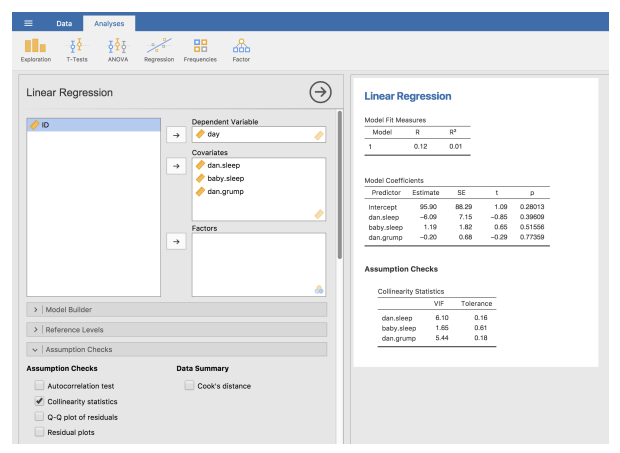 Data Analyses
Exploration T-Tests ANOVA Regression Frequencies Factor
Linear Regression
ID
Dependent Variable
day
Covariates
dan.sleep
baby.sleep
dan.grump
Factors
Model Builder
Reference Levels
Assumption Checks
Assumption Checks
Autocorrelation test
Collinearity statistics
Q-Q plot of residuals
Residual plots
Data Summary
Cook's distance
Linear Regression
Model Fit Measures
Model R R²
1 0.12 0.01
Model Coefficients
Predictor Estimate SE t p
Intercept 95.90 88.29 1.09 0.28013
dan.sleep −6.09 7.15 −0.85 0.39609
baby.sleep 1.19 1.82 0.65 0.51556
dan.grump −0.20 0.68 −0.29 0.77359
Assumption Checks
Collinearity Statistics
VIF Tolerance
dan.sleep 6.10 0.16
baby.sleep 1.65 0.61
dan.grump 5.44 0.18